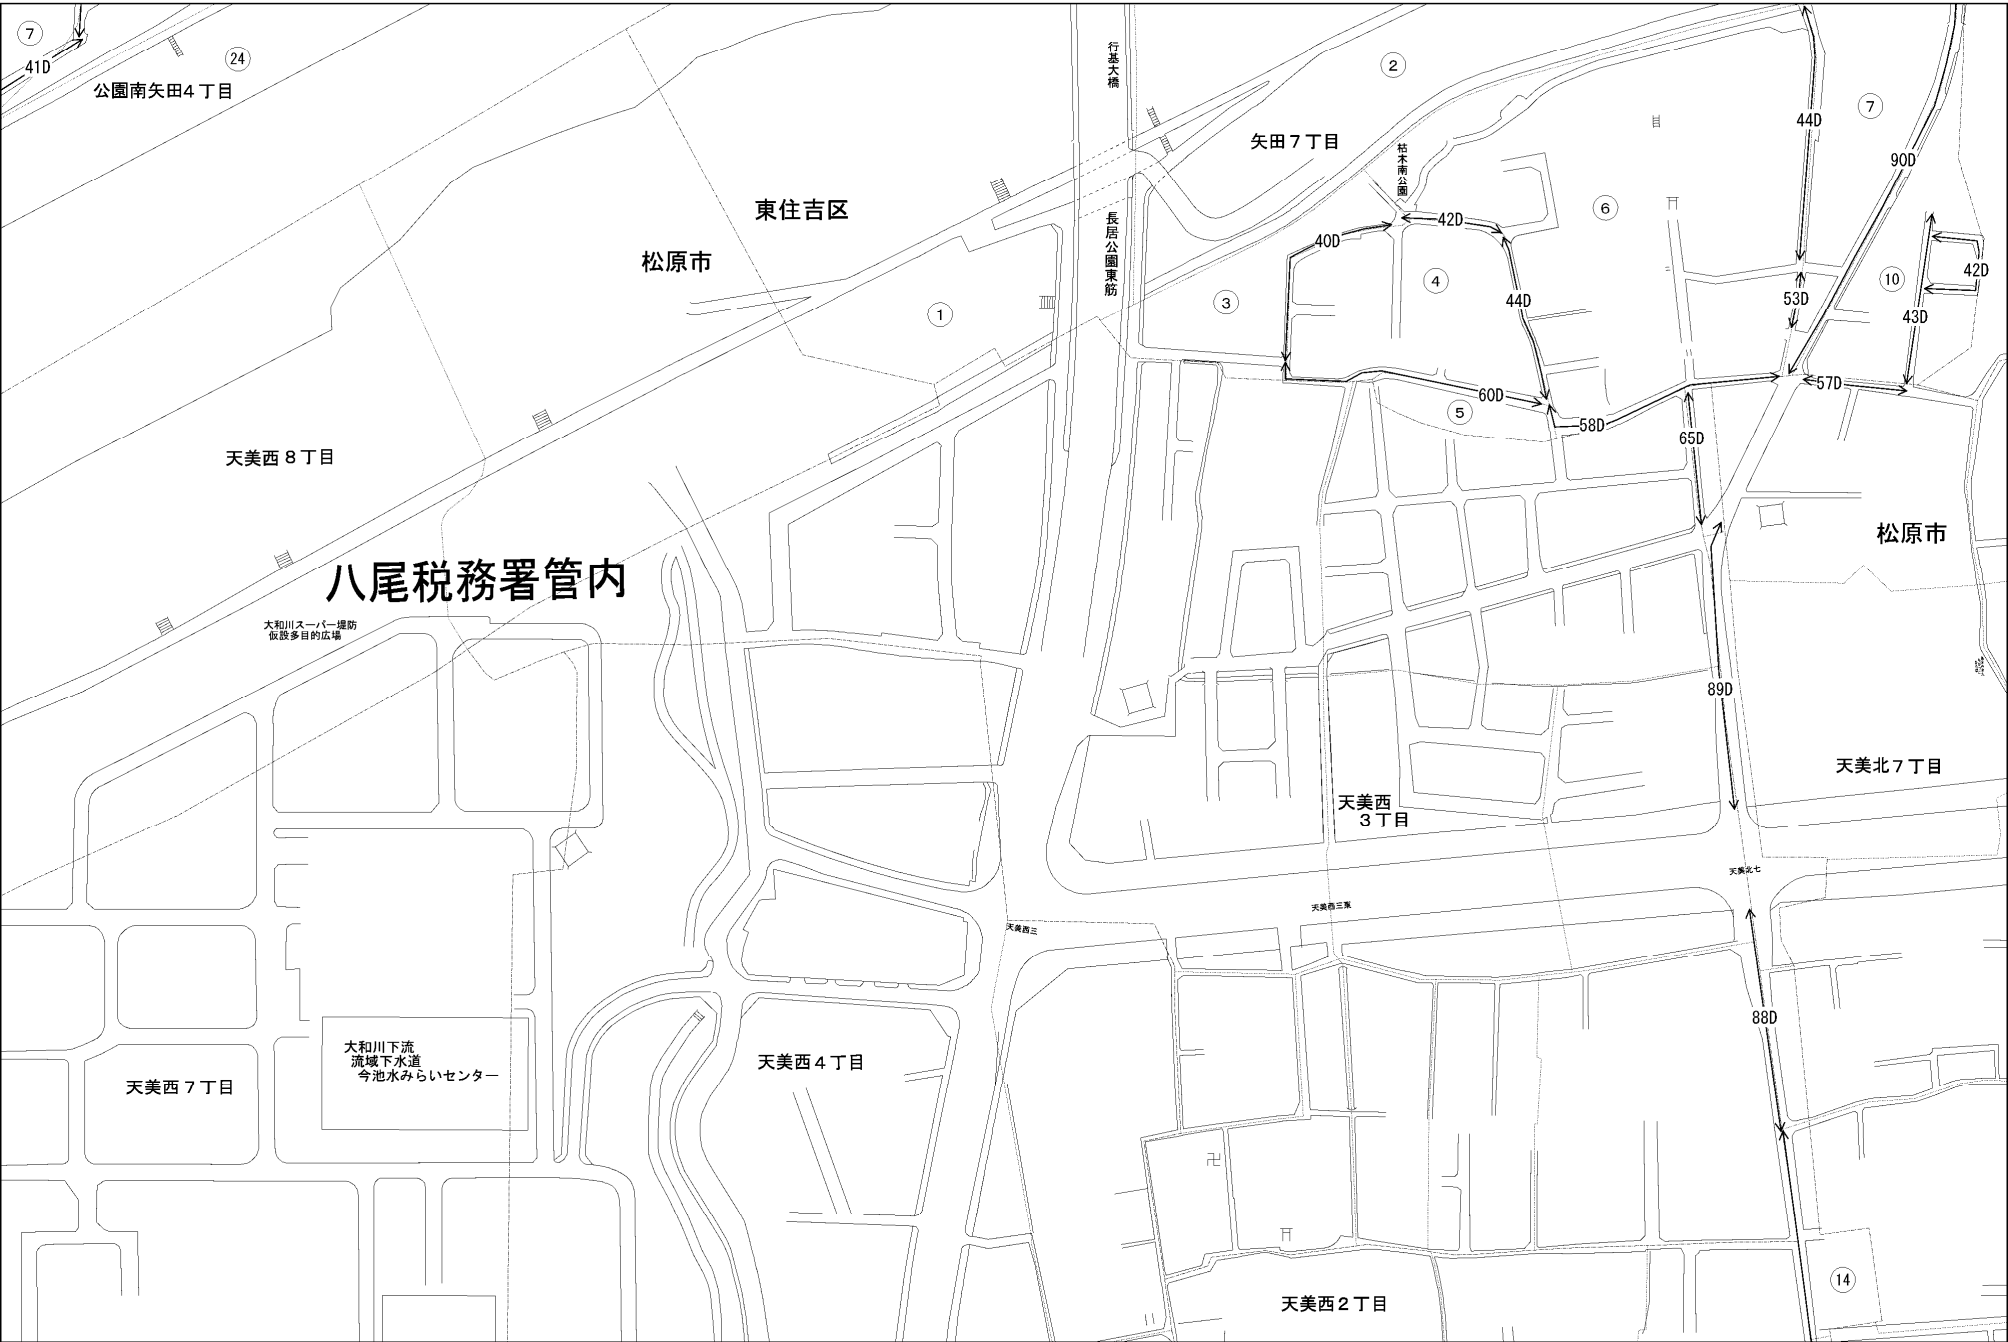 7
24
41D
公園南矢田4丁目
行基大橋
2
矢田7丁目
枯木南公園
44D
7
90D
東住吉区
松原市
長居公園東筋
6
40D
42D
42D
1
3
4
44D
53D
10
43D
60D
57D
5
58D
65D
天美西8丁目
松原市
八尾税務署管内
大和川スーパー堤防
仮設多目的広場
89D
天美北7丁目
天美西
3丁目
天美北七
天美西三東
天美西三
88D
大和川下流
流域下水道
今池水みらいセンター
天美西4丁目
天美西7丁目
14
天美西2丁目